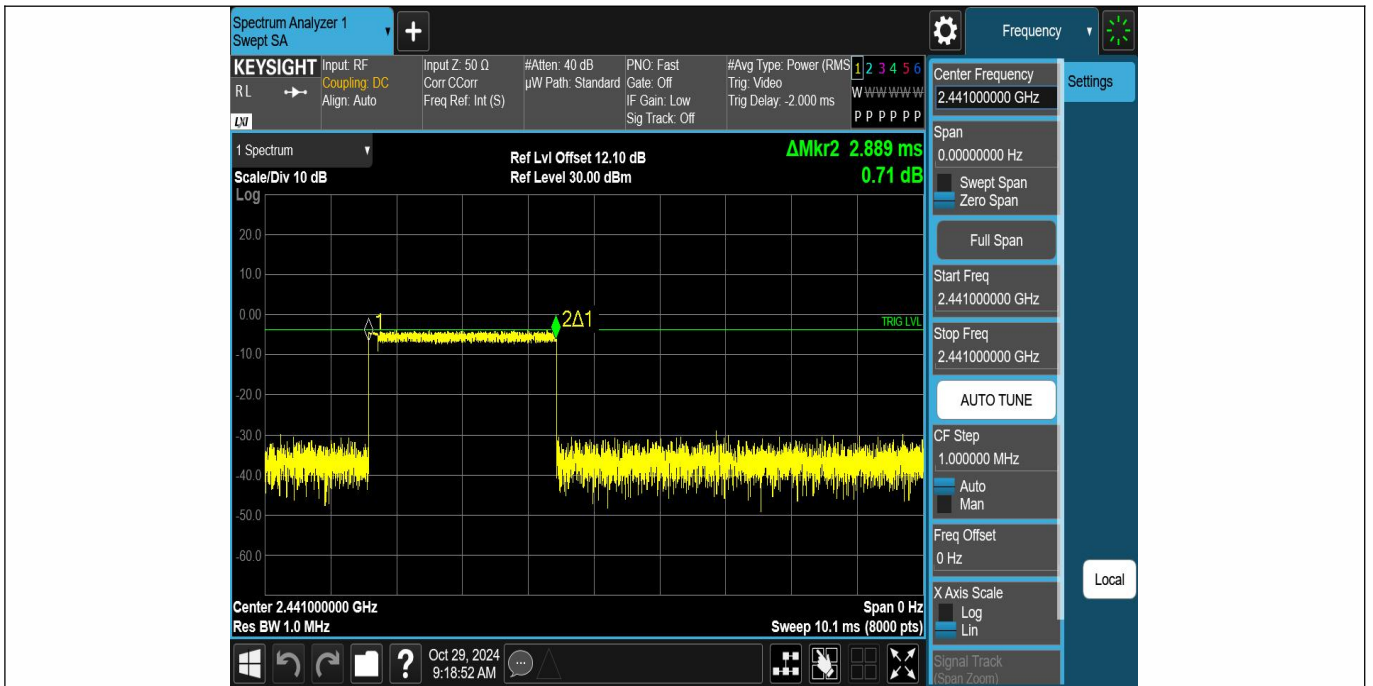 Spectrum Analyzer 1
Swept SA
+
Frequency
KEYSIGHT
RL
LXI
Input: RF
Coupling: DC
Align: Auto
Input Z: 50 Ω
Corr CCorr
Freq Ref: Int (S)
#Atten: 40 dB
µW Path: Standard
PNO: Fast
Gate: Off
IF Gain: Low
Sig Track: Off
#Avg Type: Power (RMS
Trig: Video
Trig Delay: -2.000 ms
1 2 3 4 5 6
W W W W W W
P P P P P P
1 Spectrum
Scale/Div 10 dB
Log
Ref Lvl Offset 12.10 dB
Ref Level 30.00 dBm
ΔMkr2 2.889 ms
0.71 dB
20.0
10.0
0.00
-10.0
-20.0
-30.0
-40.0
-50.0
-60.0
1
2Δ1
TRIG LVL
Center 2.441000000 GHz
Res BW 1.0 MHz
Span 0 Hz
Sweep 10.1 ms (8000 pts)
Center Frequency
2.441000000 GHz
Settings
Span
0.00000000 Hz
Swept Span
Zero Span
Full Span
Start Freq
2.441000000 GHz
Stop Freq
2.441000000 GHz
AUTO TUNE
CF Step
1.000000 MHz
Auto
Man
Freq Offset
0 Hz
X Axis Scale
Log
Lin
Signal Track
(Span Zoom)
Local
?
Oct 29, 2024
9:18:52 AM